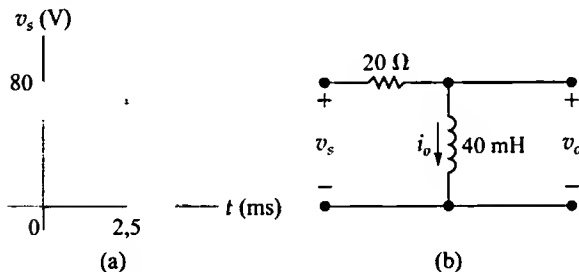 v_s (V)
80
0
2,5
t (ms)
(a)
20 Ω
+
+
v_s
i_o
40 mH
v_o
−
−
(b)